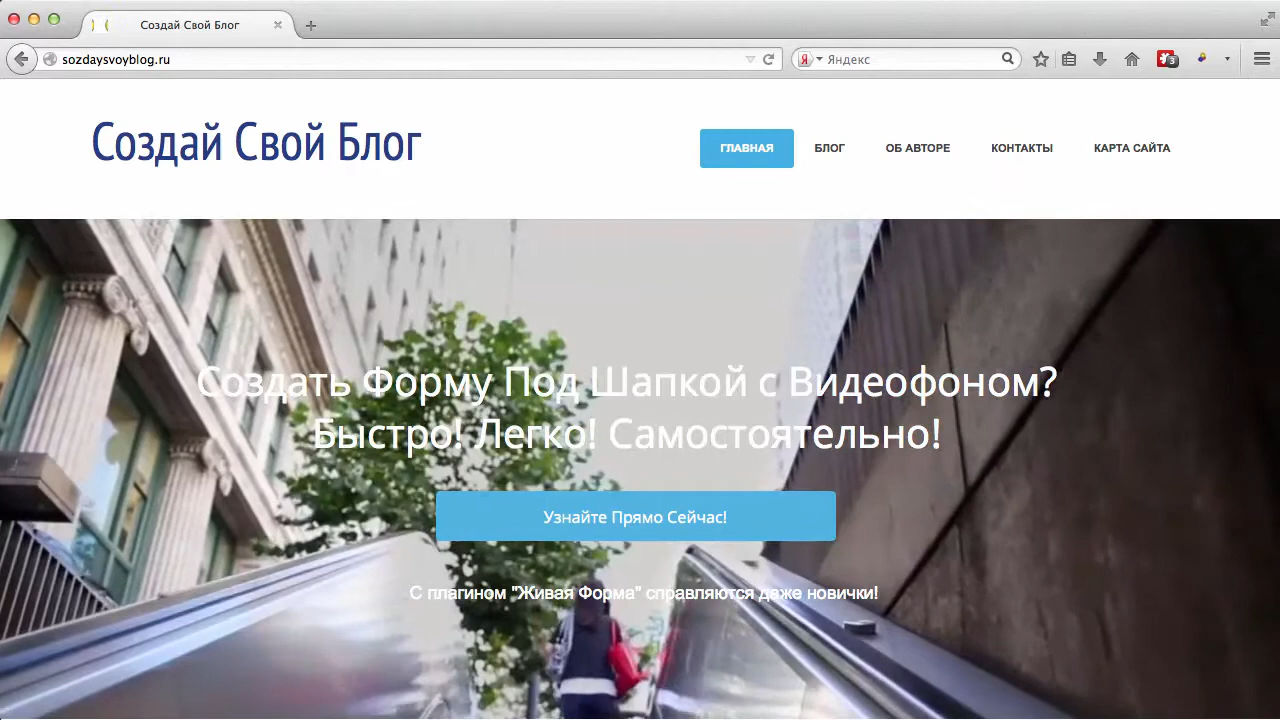 Создай Свой Блог
sozdaysvoyblog.ru
Яндекс
3
Создай Свой Блог
ГЛАВНАЯ
БЛОГ
ОБ АВТОРЕ
КОНТАКТЫ
КАРТА САЙТА
Создать Форму Под Шапкой с Видеофоном?
Быстро! Легко! Самостоятельно!
Узнайте Прямо Сейчас!
С плагином "Живая Форма" справляются даже новички!